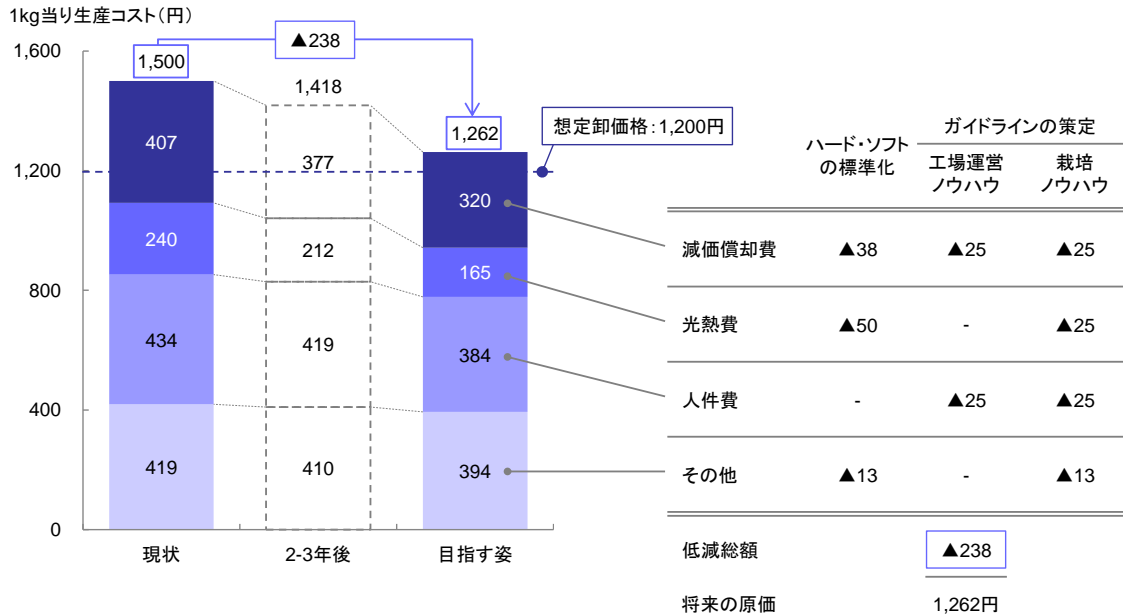 1kg当り生産コスト(円)
1,600
1,200
800
400
0
▲238
1,500
407
240
434
419
1,418
377
212
419
410
1,262
320
165
384
394
現状
2-3年後
目指す姿
想定卸価格：1,200円
ハード・ソフト
の標準化
ガイドラインの策定
工場運営
ノウハウ
栽培
ノウハウ
減価償却費 ▲38 ▲25 ▲25
光熱費 ▲50 - ▲25
人件費 - ▲25 ▲25
その他 ▲13 - ▲13
低減総額 ▲238
将来の原価 1,262円